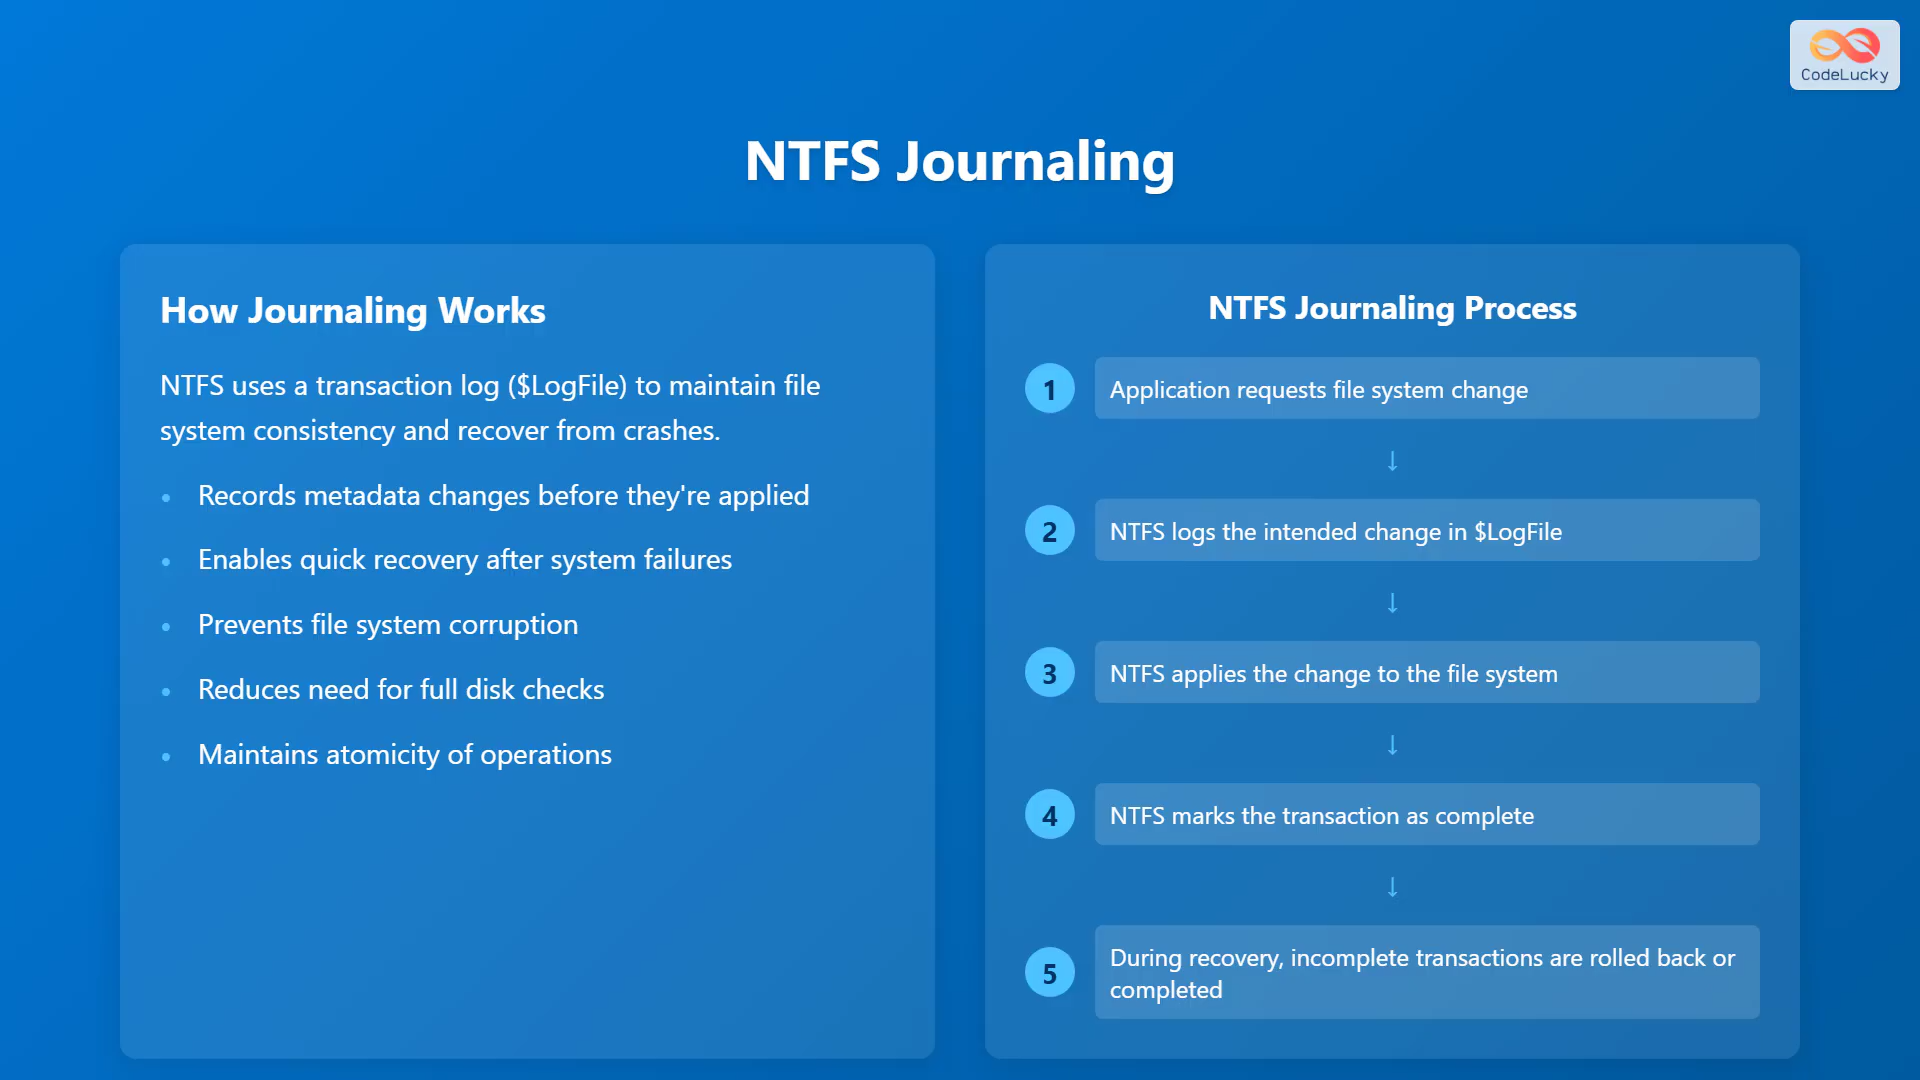 CodeLucky
NTFS Journaling
How Journaling Works
NTFS uses a transaction log ($LogFile) to maintain file
system consistency and recover from crashes.
• Records metadata changes before they're applied
• Enables quick recovery after system failures
• Prevents file system corruption
• Reduces need for full disk checks
• Maintains atomicity of operations
NTFS Journaling Process
1 Application requests file system change
↓
2 NTFS logs the intended change in $LogFile
↓
3 NTFS applies the change to the file system
↓
4 NTFS marks the transaction as complete
↓
5 During recovery, incomplete transactions are rolled back or
completed